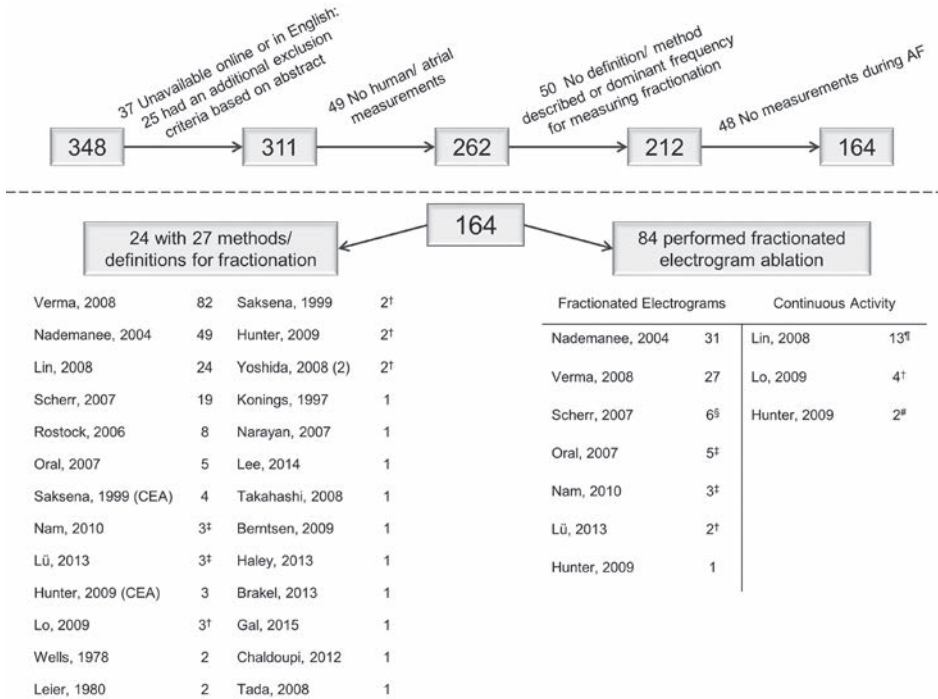 37 Unavailable online or in English:
25 had an additional exclusion
criteria based on abstract
49 No human/ atrial
measurements
50 No definition/ method
described or dominant frequency
for measuring fractionation
48 No measurements during AF
348
311
262
212
164
164
24 with 27 methods/
definitions for fractionation
84 performed fractionated
electrogram ablation
Verma, 2008 82
Nademanee, 2004 49
Lin, 2008 24
Scherr, 2007 19
Rostock, 2006 8
Oral, 2007 5
Saksena, 1999 (CEA) 4
Nam, 2010 3‡
Lü, 2013 3‡
Hunter, 2009 (CEA) 3
Lo, 2009 3†
Wells, 1978 2
Leier, 1980 2
Saksena, 1999 2†
Hunter, 2009 2†
Yoshida, 2008 (2) 2†
Konings, 1997 1
Narayan, 2007 1
Lee, 2014 1
Takahashi, 2008 1
Berntsen, 2009 1
Haley, 2013 1
Brakel, 2013 1
Gal, 2015 1
Chaldoupi, 2012 1
Tada, 2008 1
Fractionated Electrograms
Nademanee, 2004 31
Verma, 2008 27
Scherr, 2007 6§
Oral, 2007 5‡
Nam, 2010 3‡
Lü, 2013 2†
Hunter, 2009 1
Continuous Activity
Lin, 2008 13¶
Lo, 2009 4†
Hunter, 2009 2#